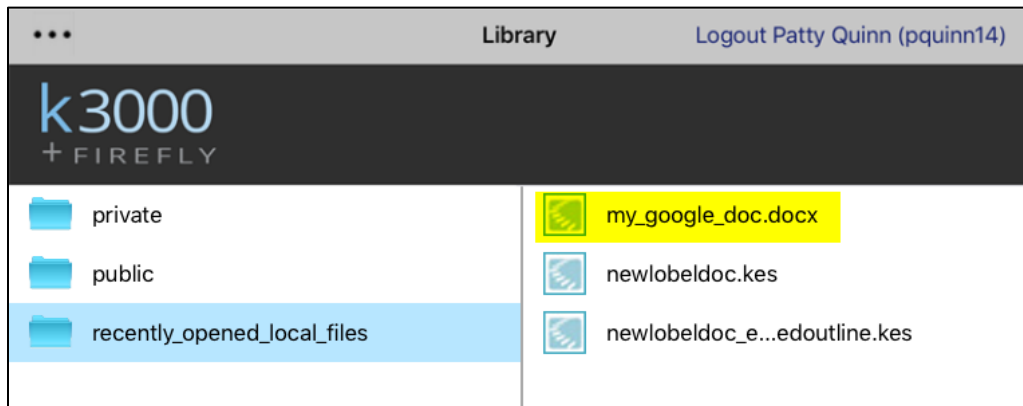 ••• Library Logout Patty Quinn (pquinn14)
k3000
+ FIREFLY
private
public
recently_opened_local_files
my_google_doc.docx
newlobeldoc.kes
newlobeldoc_e...edoutline.kes